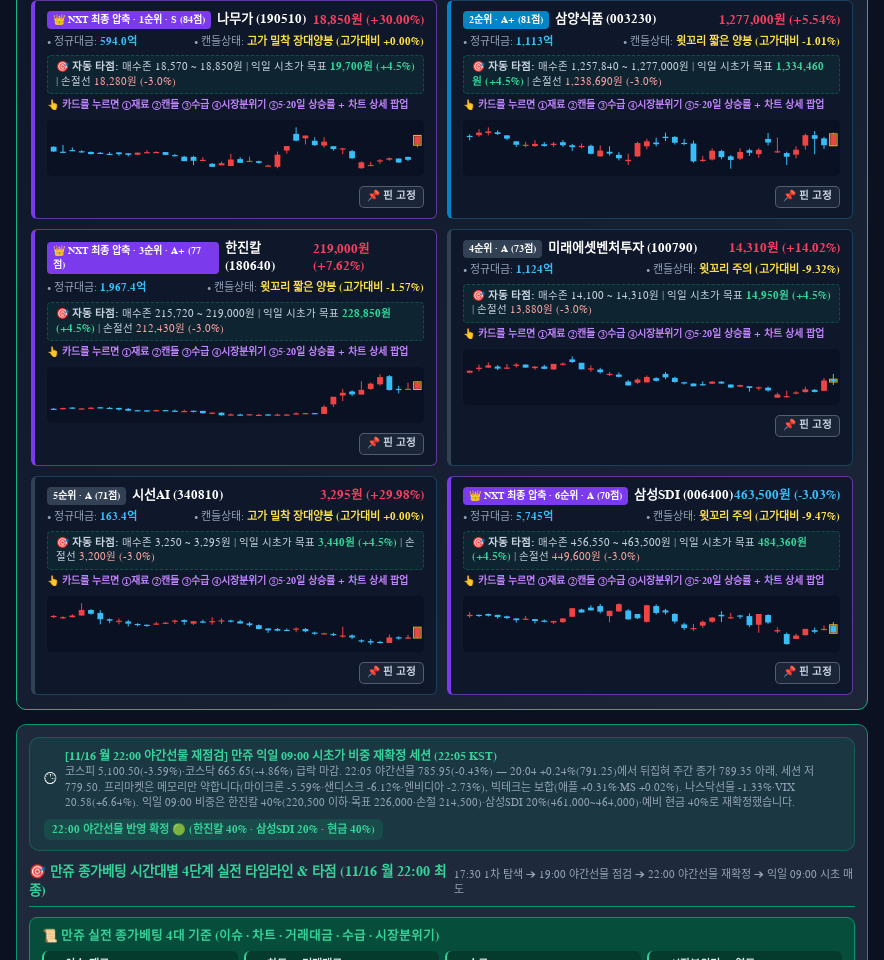 👑 NXT 최종 압축 · 1순위 · S (84점) 나무가 (190510) 18,850원 (+30.00%)
• 정규대금: 594.0억 • 캔들상태: 고가 밀착 장대양봉 (고가대비 +0.00%)
🎯 자동 타점: 매수존 18,570 ~ 18,850원 | 익일 시초가 목표 19,700원 (+4.5%)
| 손절선 18,280원 (-3.0%)
👆 카드를 누르면 ①재료 ②캔들 ③수급 ④시장분위기 ⑤5·20일 상승률 + 차트 상세 팝업
📌 핀 고정
2순위 · A+ (81점) 삼양식품 (003230) 1,277,000원 (+5.54%)
• 정규대금: 1,113억 • 캔들상태: 윗꼬리 짧은 양봉 (고가대비 -1.01%)
🎯 자동 타점: 매수존 1,257,840 ~ 1,277,000원 | 익일 시초가 목표 1,334,460
원 (+4.5%) | 손절선 1,238,690원 (-3.0%)
👆 카드를 누르면 ①재료 ②캔들 ③수급 ④시장분위기 ⑤5·20일 상승률 + 차트 상세 팝업
📌 핀 고정
👑 NXT 최종 압축 · 3순위 · A+ (77
점)
한진칼
(180640)
219,000원
(+7.62%)
• 정규대금: 1,967.4억 • 캔들상태: 윗꼬리 짧은 양봉 (고가대비 -1.57%)
🎯 자동 타점: 매수존 215,720 ~ 219,000원 | 익일 시초가 목표 228,850원
(+4.5%) | 손절선 212,430원 (-3.0%)
👆 카드를 누르면 ①재료 ②캔들 ③수급 ④시장분위기 ⑤5·20일 상승률 + 차트 상세 팝업
📌 핀 고정
4순위 · A (73점) 미래에셋벤처투자 (100790) 14,310원 (+14.02%)
• 정규대금: 1,124억 • 캔들상태: 윗꼬리 주의 (고가대비 -9.32%)
🎯 자동 타점: 매수존 14,100 ~ 14,310원 | 익일 시초가 목표 14,950원 (+4.5%)
| 손절선 13,880원 (-3.0%)
👆 카드를 누르면 ①재료 ②캔들 ③수급 ④시장분위기 ⑤5·20일 상승률 + 차트 상세 팝업
📌 핀 고정
5순위 · A (71점) 시선AI (340810) 3,295원 (+29.98%)
• 정규대금: 163.4억 • 캔들상태: 고가 밀착 장대양봉 (고가대비 +0.00%)
🎯 자동 타점: 매수존 3,250 ~ 3,295원 | 익일 시초가 목표 3,440원 (+4.5%) | 손
절선 3,200원 (-3.0%)
👆 카드를 누르면 ①재료 ②캔들 ③수급 ④시장분위기 ⑤5·20일 상승률 + 차트 상세 팝업
📌 핀 고정
👑 NXT 최종 압축 · 6순위 · A (70점) 삼성SDI (006400) 463,500원 (-3.03%)
• 정규대금: 5,745억 • 캔들상태: 윗꼬리 주의 (고가대비 -9.47%)
🎯 자동 타점: 매수존 456,550 ~ 463,500원 | 익일 시초가 목표 484,360원
(+4.5%) | 손절선 449,600원 (-3.0%)
👆 카드를 누르면 ①재료 ②캔들 ③수급 ④시장분위기 ⑤5·20일 상승률 + 차트 상세 팝업
📌 핀 고정
[11/16 월 22:00 야간선물 재점검] 만쥬 익일 09:00 시초가 비중 재확정 세션 (22:05 KST)
코스피 5,100.50(-3.59%)·코스닥 665.65(-4.86%) 급락 마감. 22:05 야간선물 785.95(-0.43%) — 20:04 +0.24%(791.25)에서 뒤집혀 주간 종가 789.35 아래, 세션 저
779.50. 프리마켓은 메모리만 약합니다(마이크론 -5.59%·샌디스크 -6.12%·엔비디아 -2.73%), 빅테크는 보합(애플 +0.31%·MS +0.02%). 나스닥선물 -1.33%·VIX
20.58(+6.64%). 익일 09:00 비중은 한진칼 40%(220,500 이하·목표 226,000·손절 214,500)·삼성SDI 20%(461,000~464,000)·예비 현금 40%로 재확정했습니다.
22:00 야간선물 반영 확정 🟢 (한진칼 40% · 삼성SDI 20% · 현금 40%)
🎯 만쥬 종가베팅 시간대별 4단계 실전 타임라인 & 타점 (11/16 월 22:00 최
종)
17:30 1차 탐색 → 19:00 야간선물 점검 → 22:00 야간선물 재확정 → 익일 09:00 시초 매
도
📜 만쥬 실전 종가베팅 4대 기준 (이슈 · 차트 · 거래대금 · 수급 · 시장분위기)